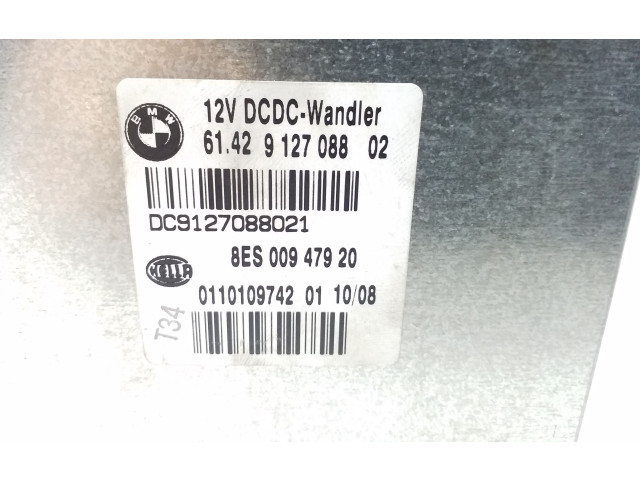 BMW
12V DCDC-Wandler
61.42 9 127 088 02
DC9127088021
8ES 009 479 20
HELLA
0110109742 01 10/08
T34